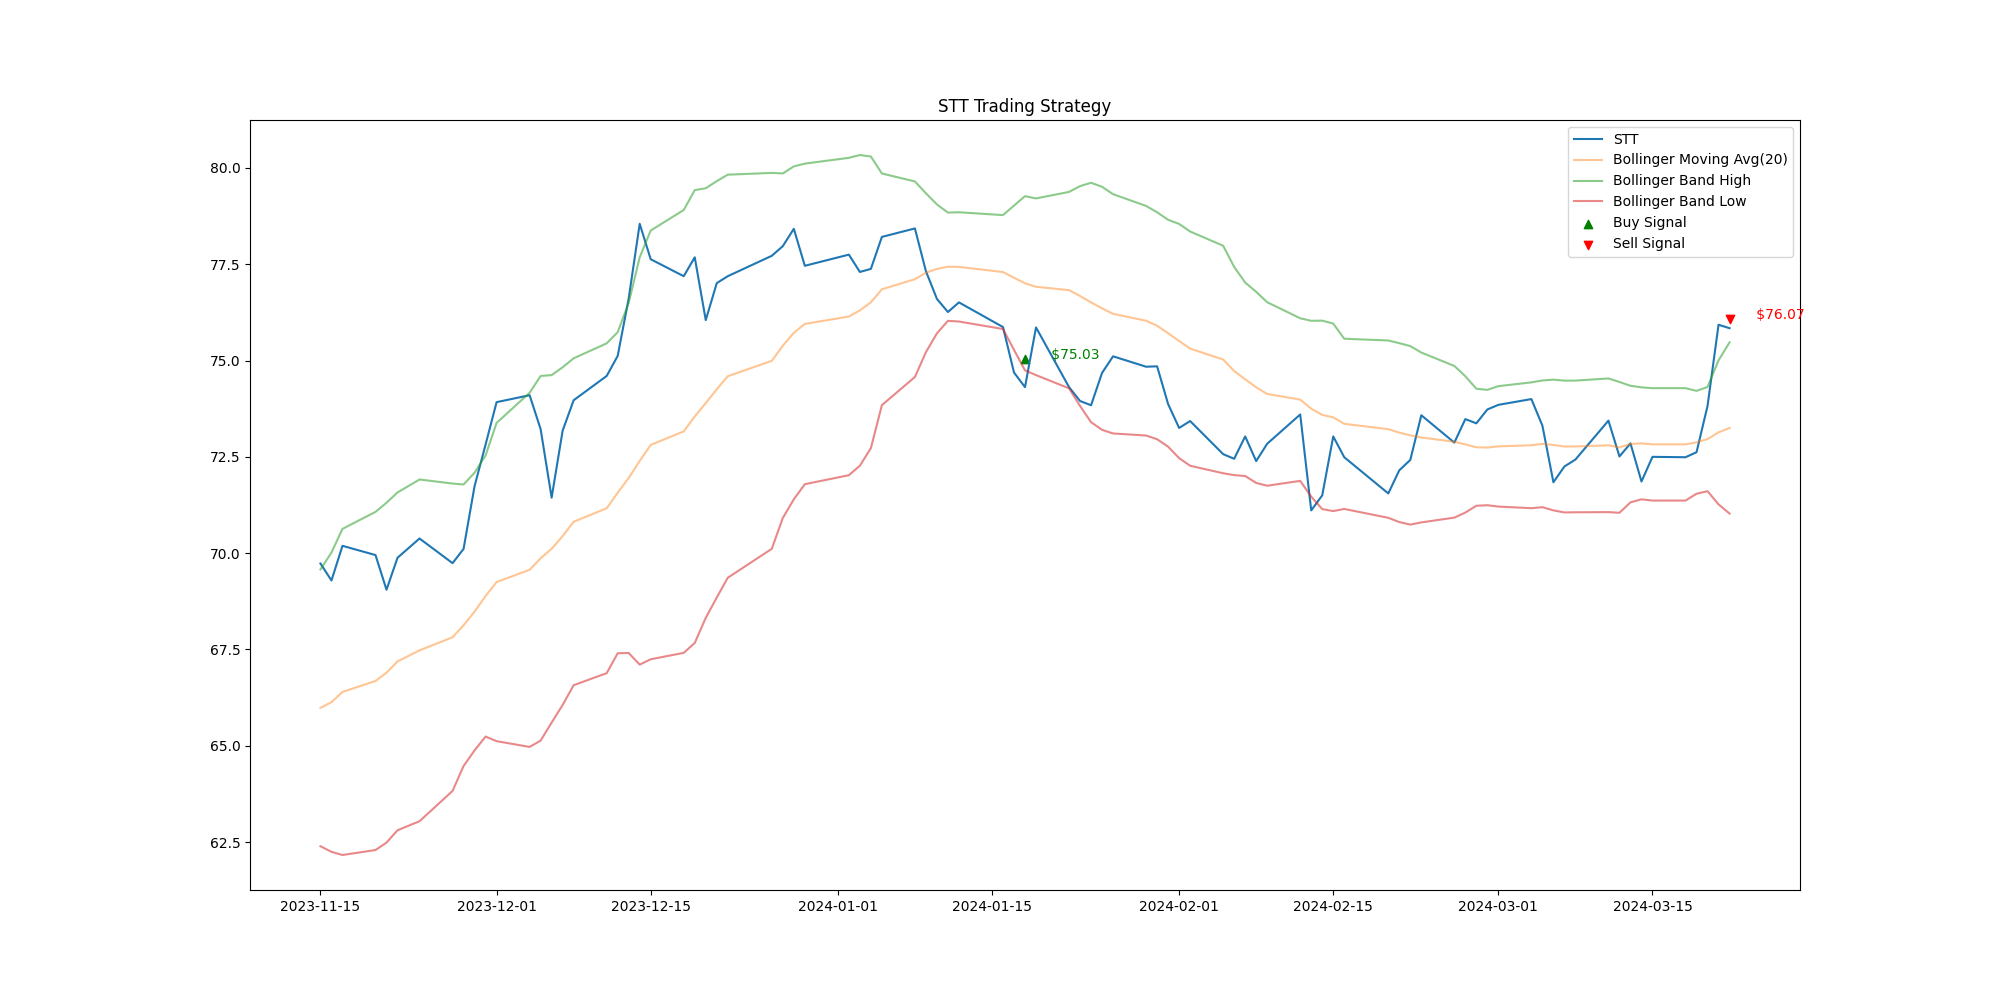 STT Trading Strategy
STT
Bollinger Moving Avg(20)
Bollinger Band High
Bollinger Band Low
Buy Signal
Sell Signal
80.0
77.5
75.0
72.5
70.0
67.5
65.0
62.5
$76.07
$75.03
2023-11-15
2023-12-01
2023-12-15
2024-01-01
2024-01-15
2024-02-01
2024-02-15
2024-03-01
2024-03-15